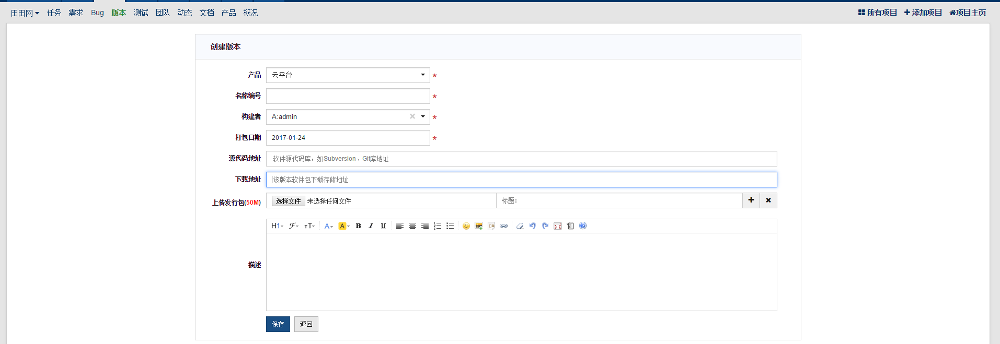 田田网 任务 需求 Bug 版本 测试 团队 动态 文档 产品 概况 所有项目 添加项目 项目主页
创建版本
产品 云平台 *
名称编号 *
构建者 A:admin *
打包日期 2017-01-24 *
源代码地址 软件源代码库，如Subversion、Git库地址
下载地址 该版本软件包下载存储地址
上传发行包(50M) 选择文件 未选择任何文件 标题：
H1 F TT A A B I U C#
描述
保存 返回